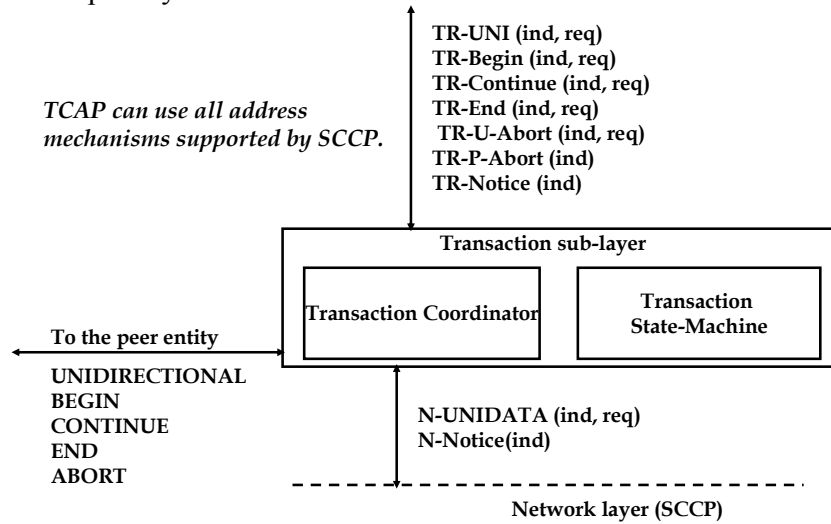 TR-UNI (ind, req)
TR-Begin (ind, req)
TR-Continue (ind, req)
TR-End (ind, req)
TR-U-Abort (ind, req)
TR-P-Abort (ind)
TR-Notice (ind)
TCAP can use all address
mechanisms supported by SCCP.
Transaction sub-layer
Transaction Coordinator
Transaction
State-Machine
To the peer entity
UNIDIRECTIONAL
BEGIN
CONTINUE
END
ABORT
N-UNIDATA (ind, req)
N-Notice(ind)
Network layer (SCCP)